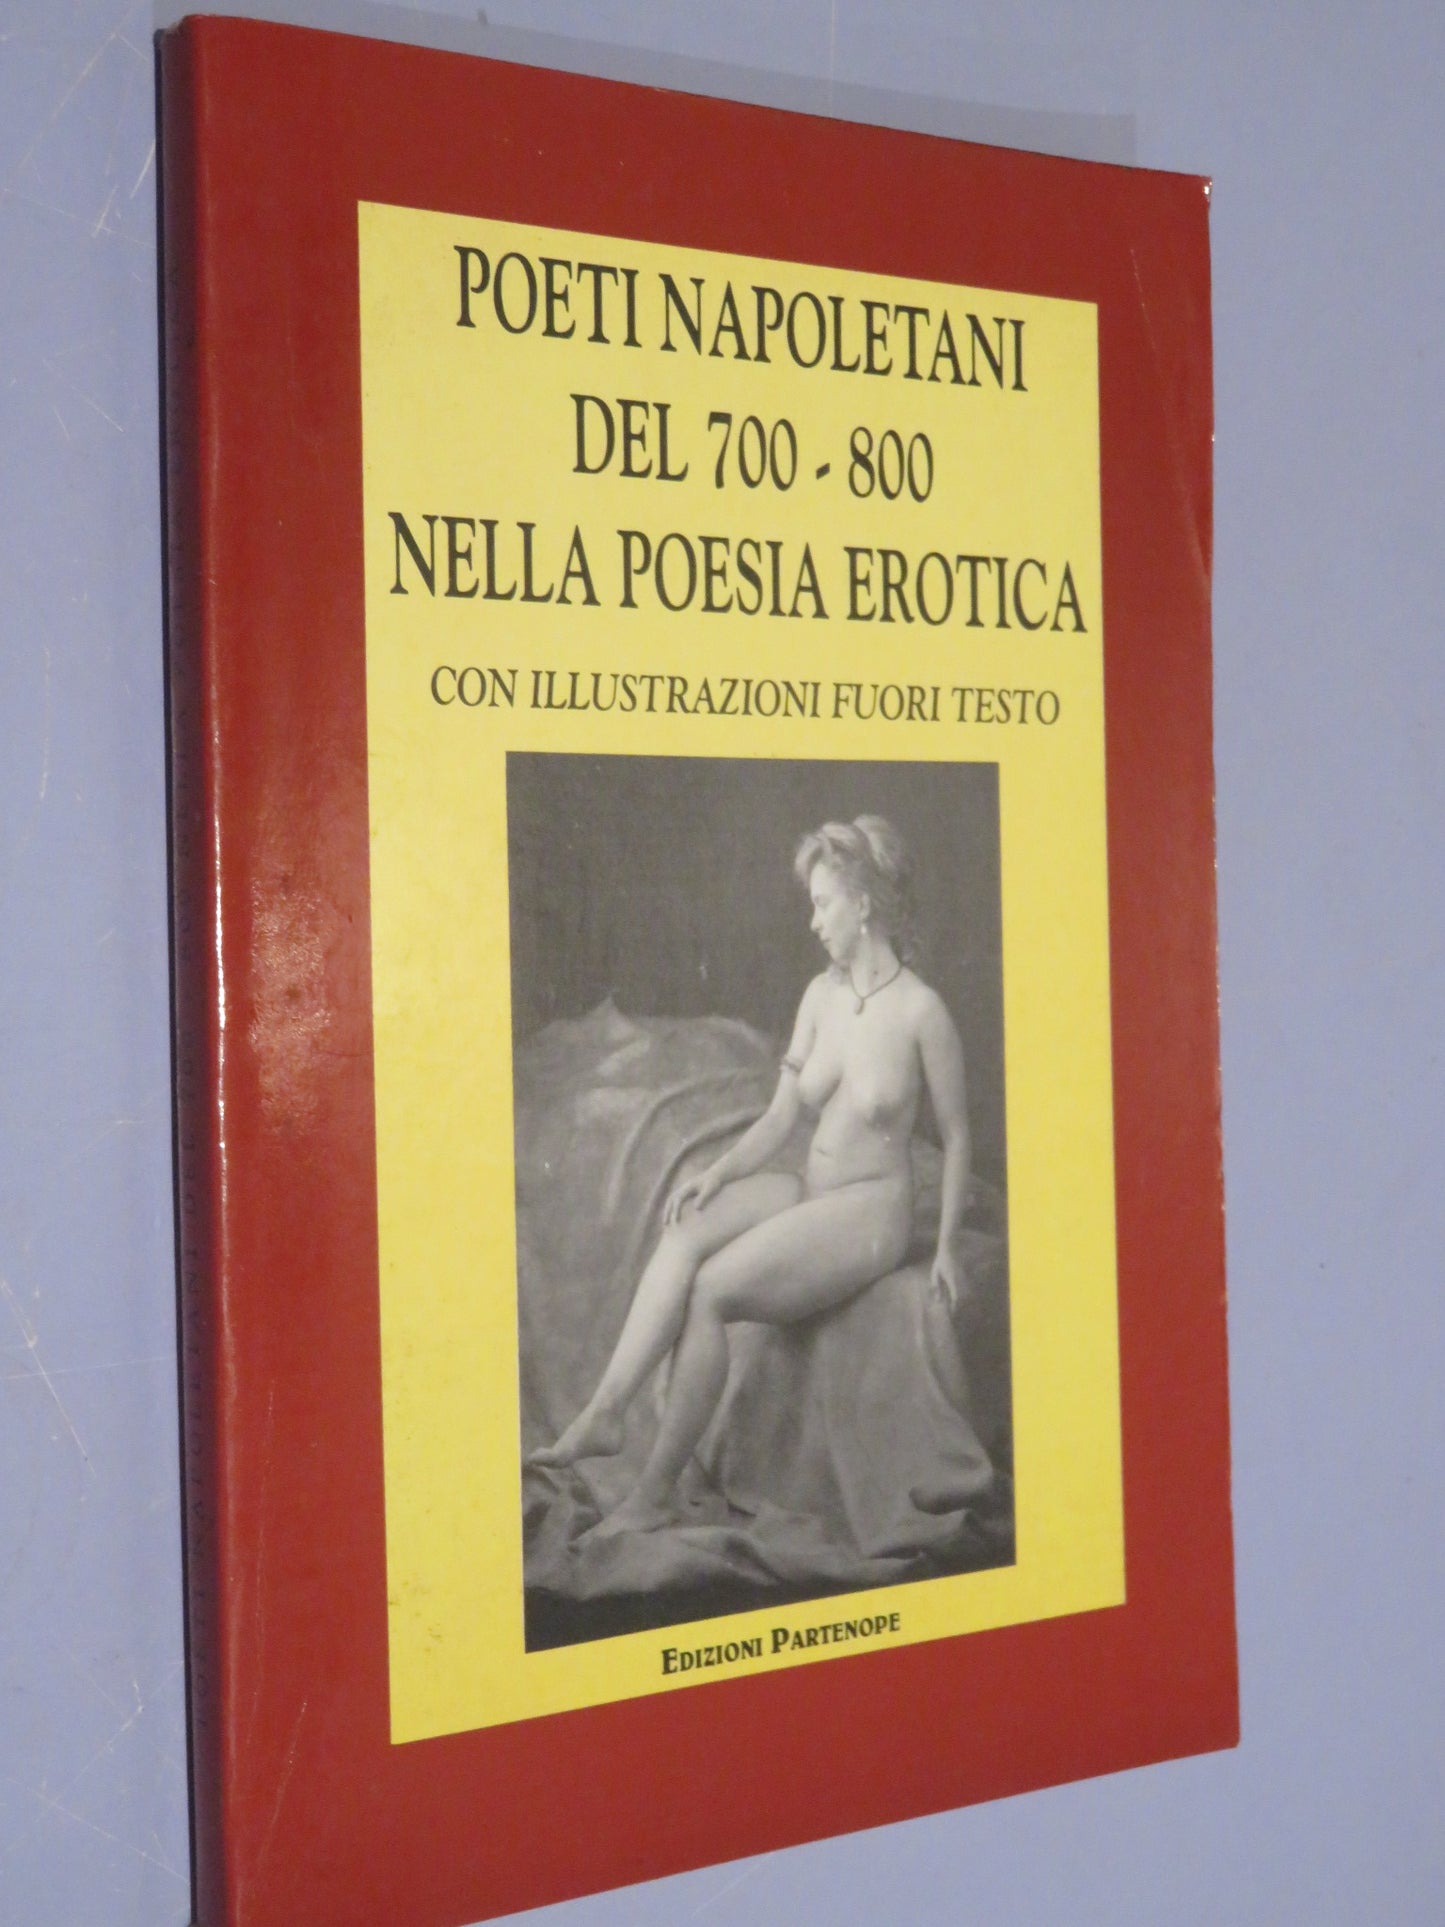 POETI NAPOLETANI
DEL 700 - 800
NELLA POESIA EROTICA
CON ILLUSTRAZIONI FUORI TESTO
EDIZIONI PARTENOPE